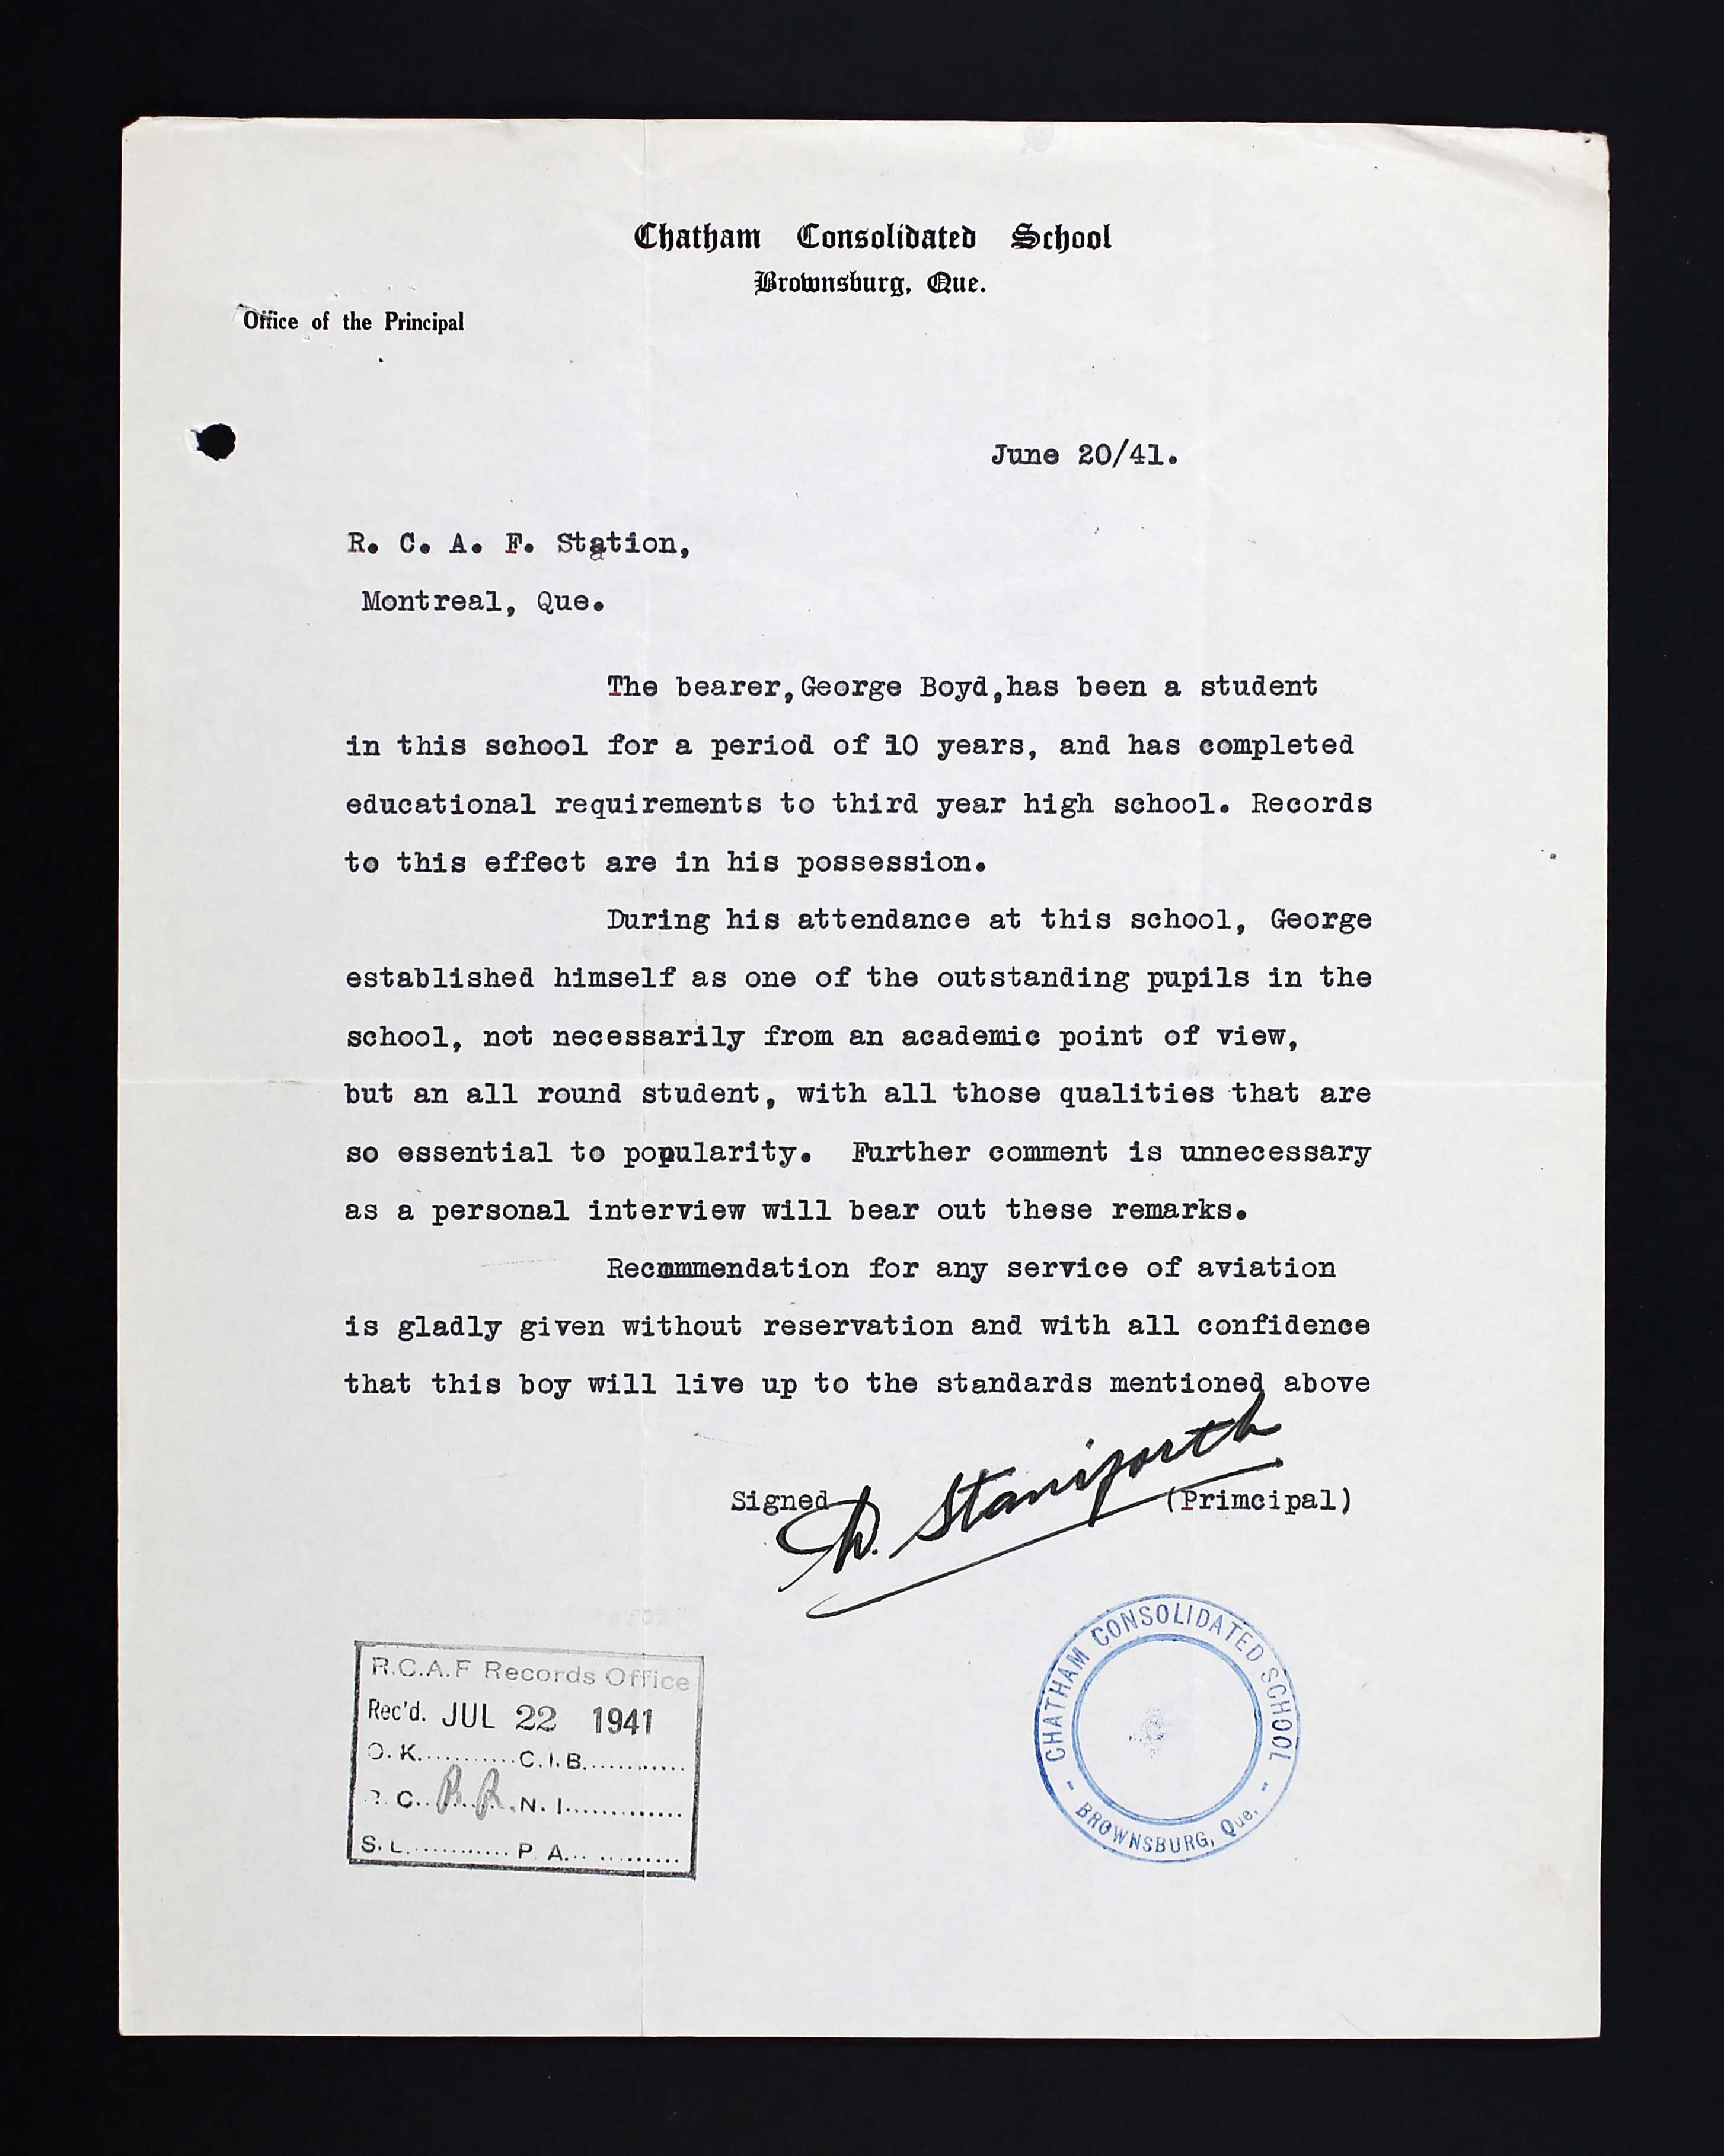 Chatham Consolidated School
Brownsburg, Que.
Office of the Principal
June 20/41.
R. C. A. F. Station,
Montreal, Que.
The bearer,George Boyd,has been a student
in this school for a period of 10 years, and has completed
educational requirements to third year high school. Records
to this effect are in his possession.
During his attendance at this school, George
established himself as one of the outstanding pupils in the
school, not necessarily from an academic point of view,
but an all round student, with all those qualities that are
so essential to popularity. Further comment is unnecessary
as a personal interview will bear out these remarks.
Recommendation for any service of aviation
is gladly given without reservation and with all confidence
that this boy will live up to the standards mentioned above
Signed Staniforth (Primcipal)
R.C.A.F Records Office
Rec'd. JUL 22 1941
O. K...........C.I.B...........
C.........N. I.............
S. L............ P. A... .........
CHATHAM CONSOLIDATED SCHOOL
- BROWNSBURG, Que. -